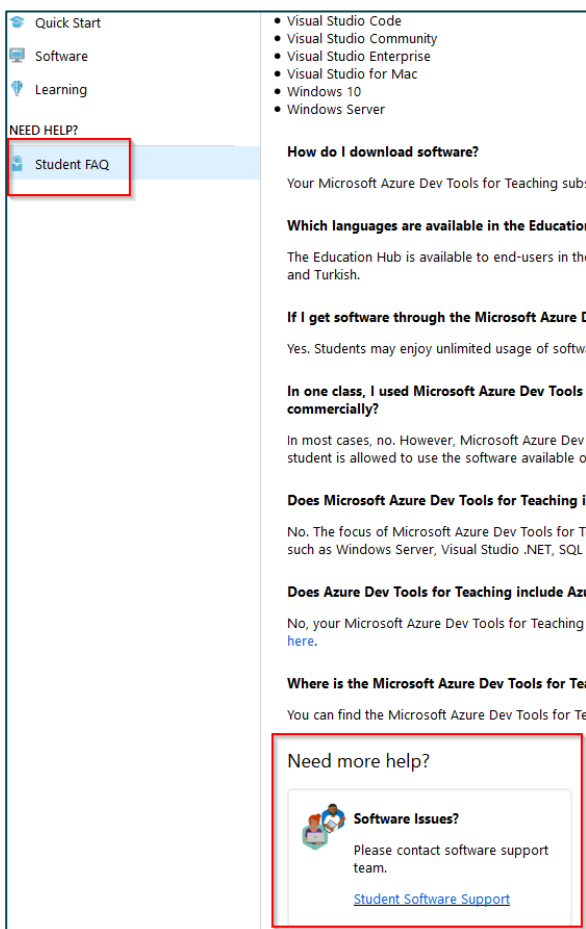 Quick Start
Software
Learning
NEED HELP?
Student FAQ
• Visual Studio Code
• Visual Studio Community
• Visual Studio Enterprise
• Visual Studio for Mac
• Windows 10
• Windows Server
How do I download software?
Your Microsoft Azure Dev Tools for Teaching subs
Which languages are available in the Education
The Education Hub is available to end-users in the
and Turkish.
If I get software through the Microsoft Azure D
Yes. Students may enjoy unlimited usage of softwa
In one class, I used Microsoft Azure Dev Tools
commercially?
In most cases, no. However, Microsoft Azure Dev
student is allowed to use the software available o
Does Microsoft Azure Dev Tools for Teaching i
No. The focus of Microsoft Azure Dev Tools for Te
such as Windows Server, Visual Studio .NET, SQL
Does Azure Dev Tools for Teaching include Azu
No, your Microsoft Azure Dev Tools for Teaching
here.
Where is the Microsoft Azure Dev Tools for Tea
You can find the Microsoft Azure Dev Tools for Te
Need more help?
Software Issues?
Please contact software support
team.
Student Software Support